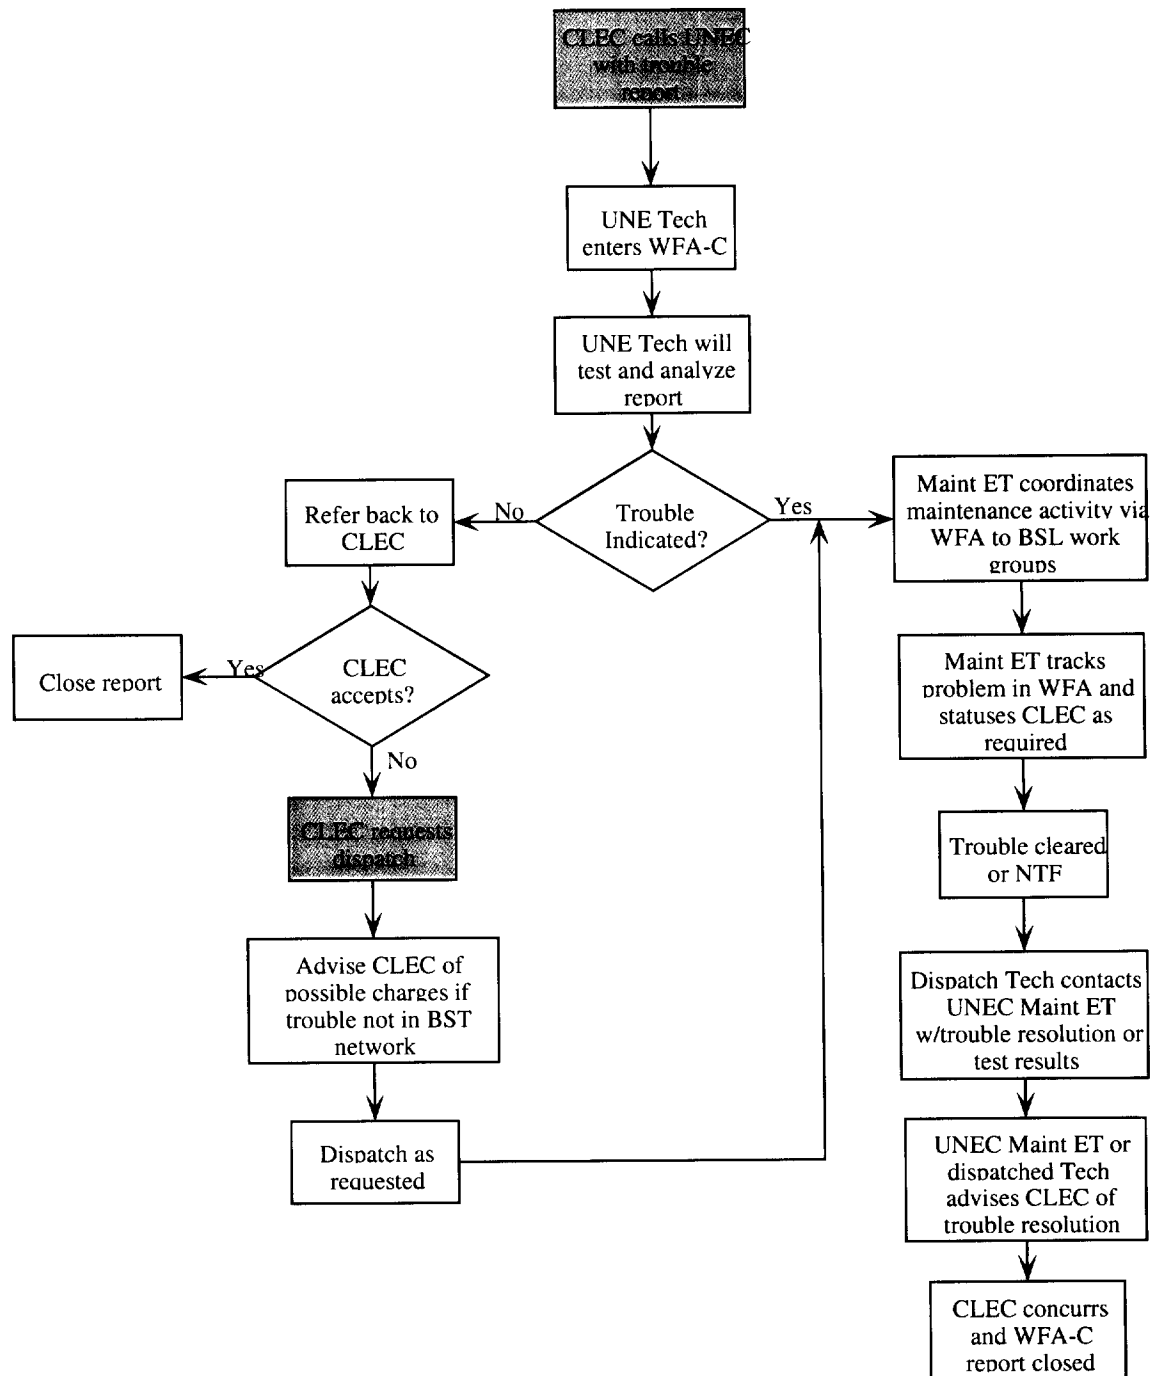 CLEC calls UNEC
with trouble
report
UNE Tech
enters WFA-C
UNE Tech will
test and analyze
report
Trouble
Indicated?
No
Yes
Refer back to
CLEC
CLEC
accepts?
Yes
Close report
No
CLEC requests
dispatch
Advise CLEC of
possible charges if
trouble not in BST
network
Dispatch as
requested
Maint ET coordinates
maintenance activity via
WFA to BSL work
groups
Maint ET tracks
problem in WFA and
statuses CLEC as
required
Trouble cleared
or NTF
Dispatch Tech contacts
UNEC Maint ET
w/trouble resolution or
test results
UNEC Maint ET or
dispatched Tech
advises CLEC of
trouble resolution
CLEC concurrs
and WFA-C
report closed